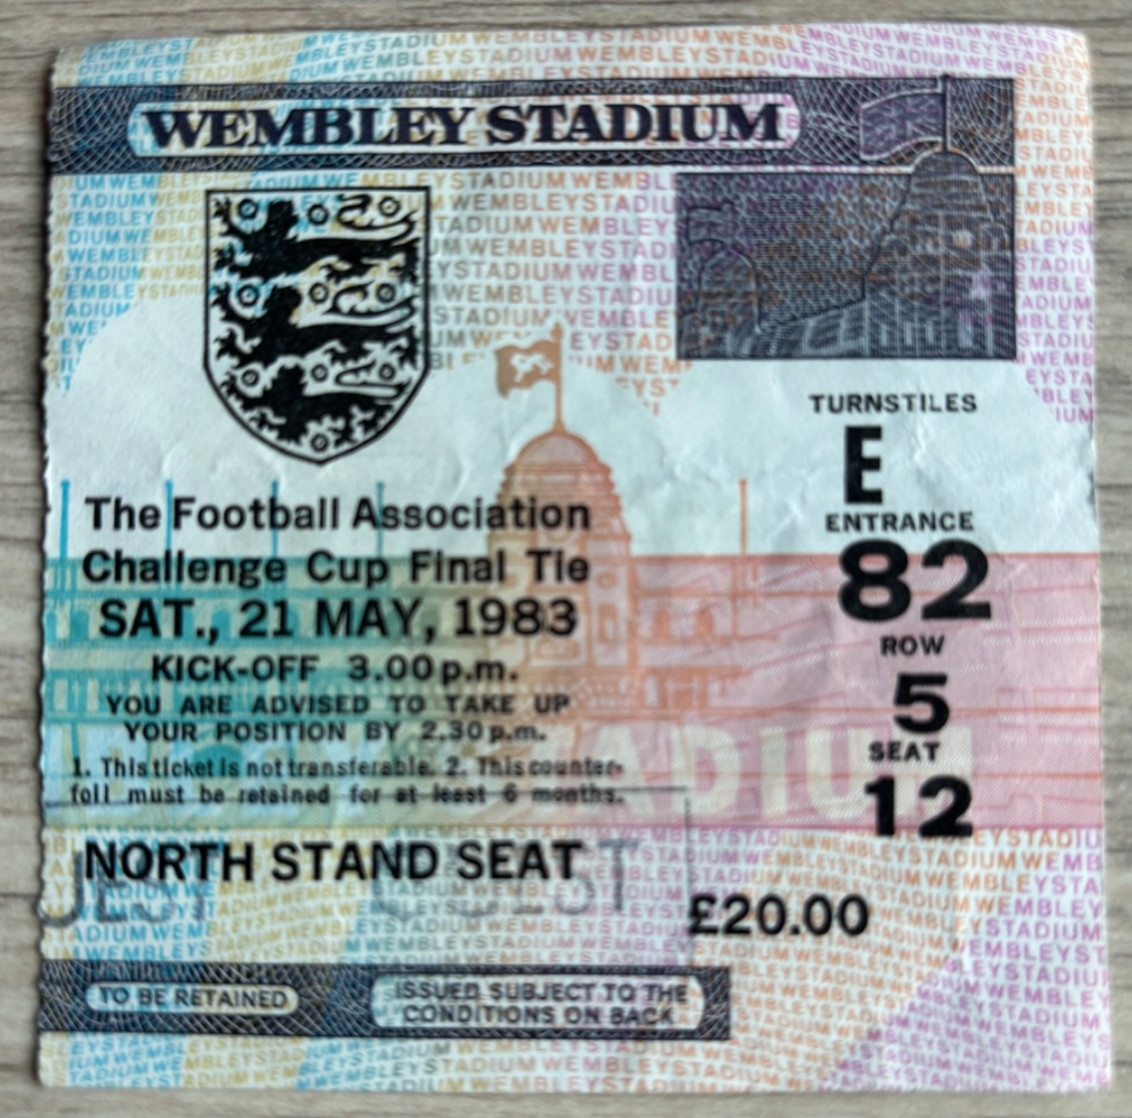 WEMBLEY STADIUM
The Football Association
Challenge Cup Final Tie
SAT., 21 MAY, 1983
KICK-OFF 3.00 p.m.
YOU ARE ADVISED TO TAKE UP
YOUR POSITION BY 2.30 p.m.
1. This ticket is not transferable. 2. This counter-
foil must be retained for at least 6 months.
NORTH STAND SEAT
TURNSTILES
E
ENTRANCE
82
ROW
5
SEAT
12
£20.00
TO BE RETAINED
ISSUED SUBJECT TO THE
CONDITIONS ON BACK